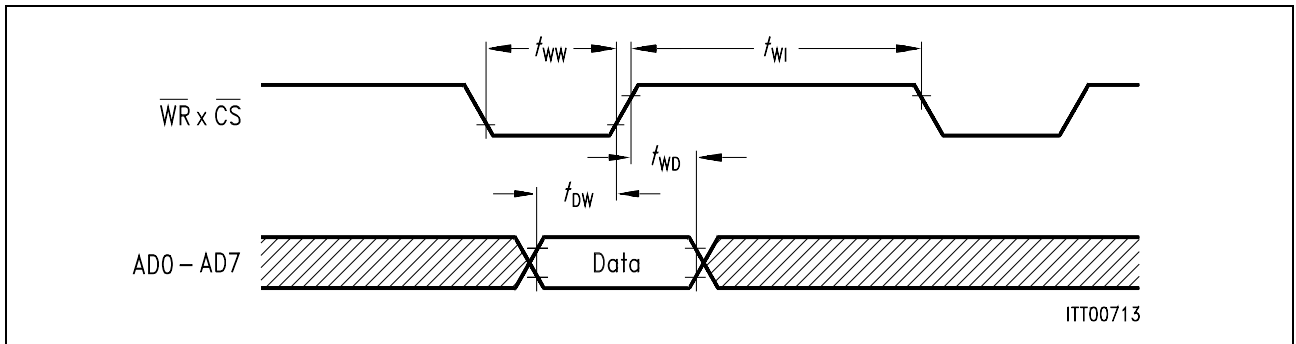 tWW
tWI
WR x CS
tWD
tDW
AD0 – AD7
Data
ITT00713